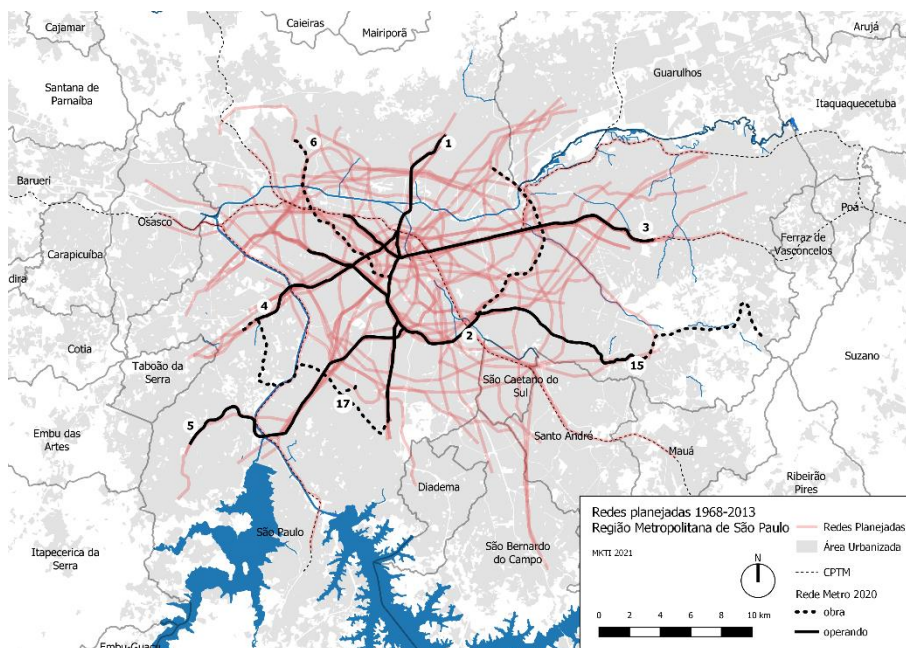 Cajamar
Caieiras
Mairiporã
Arujá
Santana de
Parnaíba
Guarulhos
Itaquaquecetuba
6
1
Barueri
Osasco
Poá
3
Carapicuíba
Ferraz de
Vasconcelos
dira
4
2
Cotia
Taboão da
Serra
15
Suzano
São Caetano do
Sul
17
5
Santo André
Mauá
Embu das
Artes
Diadema
Ribeirão
Pires
São Paulo
Itapecerica da
Serra
São Bernardo
do Campo
Embu-Guaçu
Redes planejadas 1968-2013
Região Metropolitana de São Paulo
MKTI 2021
N
0 2 4 6 8 10 km
Redes Planejadas
Área Urbanizada
CPTM
Rede Metro 2020
obra
operando